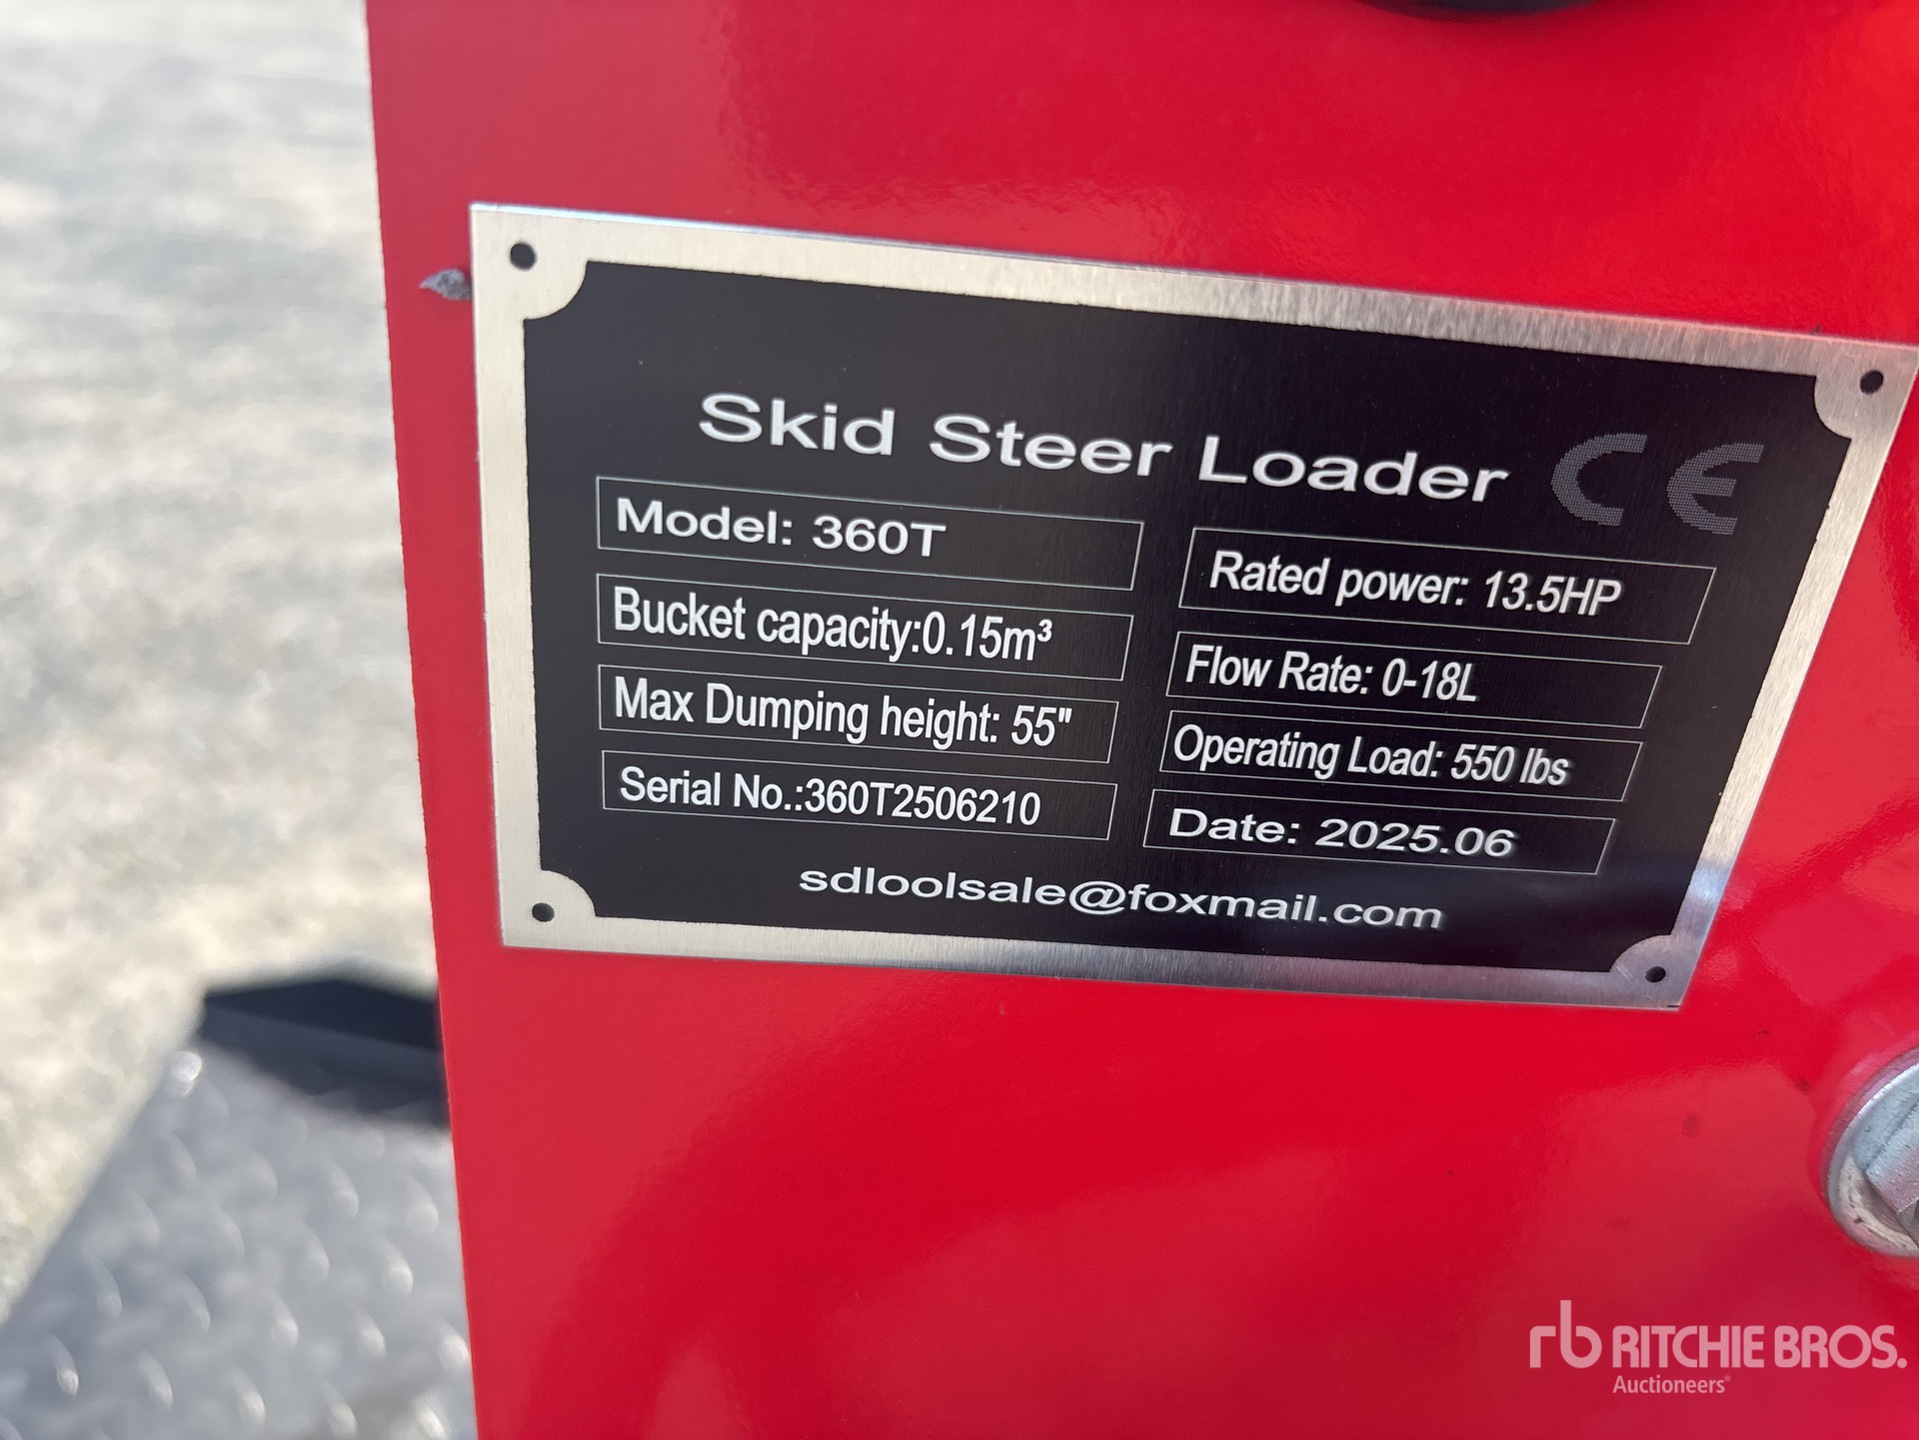 Skid Steer Loader CE
Model: 360T
Rated power: 13.5HP
Bucket capacity:0.15m³
Flow Rate: 0-18L
Max Dumping height: 55"
Operating Load: 550 lbs
Serial No.:360T2506210
Date: 2025.06
sdloolsale@foxmail.com
rb RITCHIE BROS.
Auctioneers®